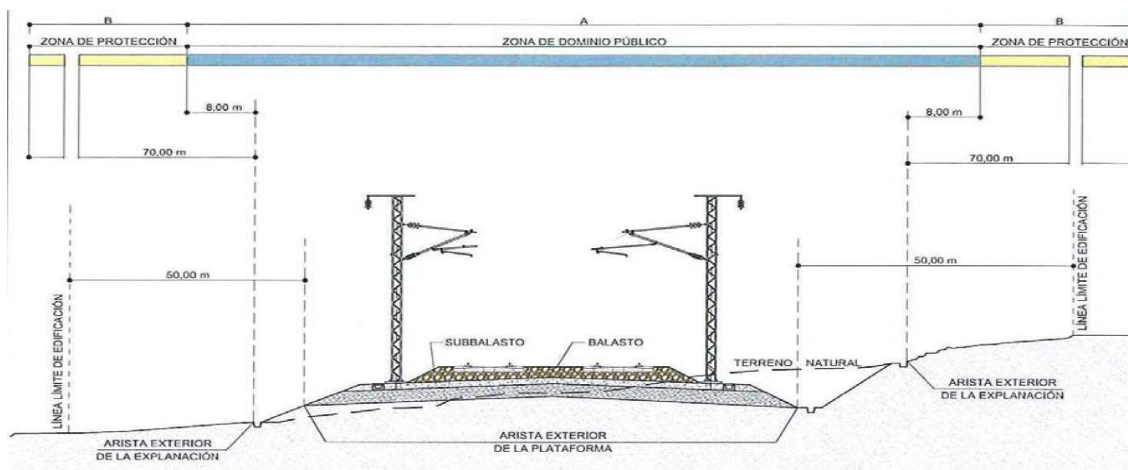 B A B
ZONA DE PROTECCIÓN ZONA DE DOMINIO PÚBLICO ZONA DE PROTECCIÓN
8,00 m 8,00 m
70,00 m 70,00 m
50,00 m 50,00 m
LÍNEA LÍMITE DE EDIFICACIÓN
LÍNEA LÍMITE DE EDIFICACIÓN
SUBBALASTO BALASTO
TERRENO NATURAL
ARISTA EXTERIOR
DE LA EXPLANACIÓN
ARISTA EXTERIOR
DE LA PLATAFORMA
ARISTA EXTERIOR
DE LA EXPLANACIÓN